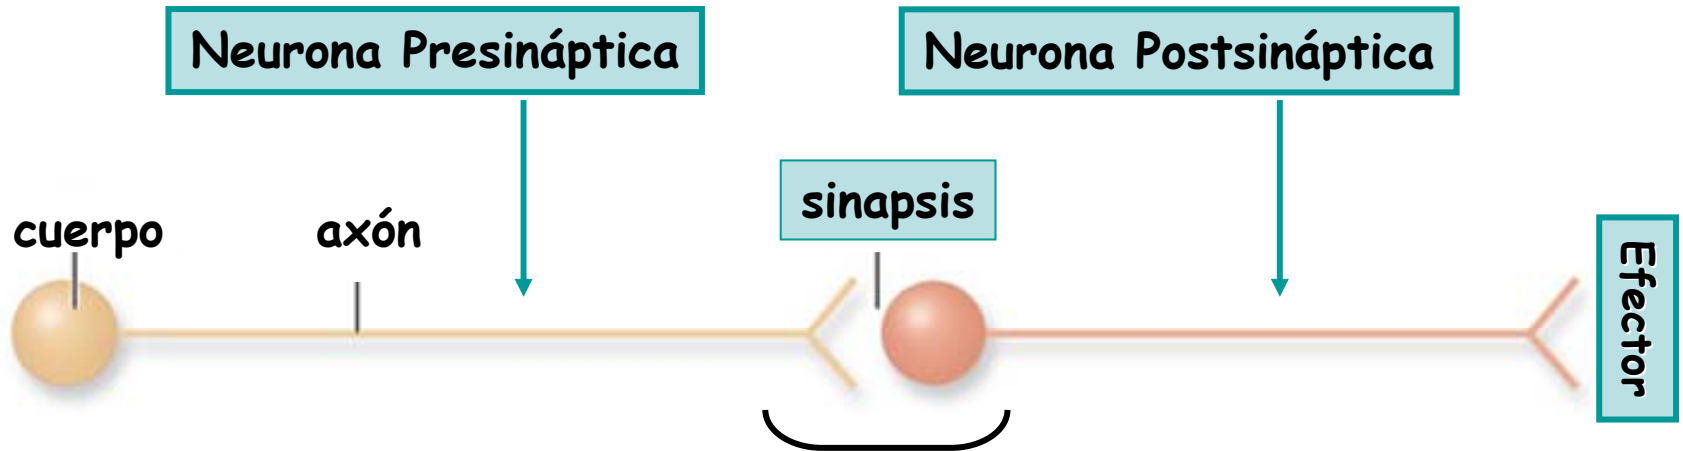 Neurona Presináptica
Neurona Postsináptica
sinapsis
cuerpo
axón
Efector